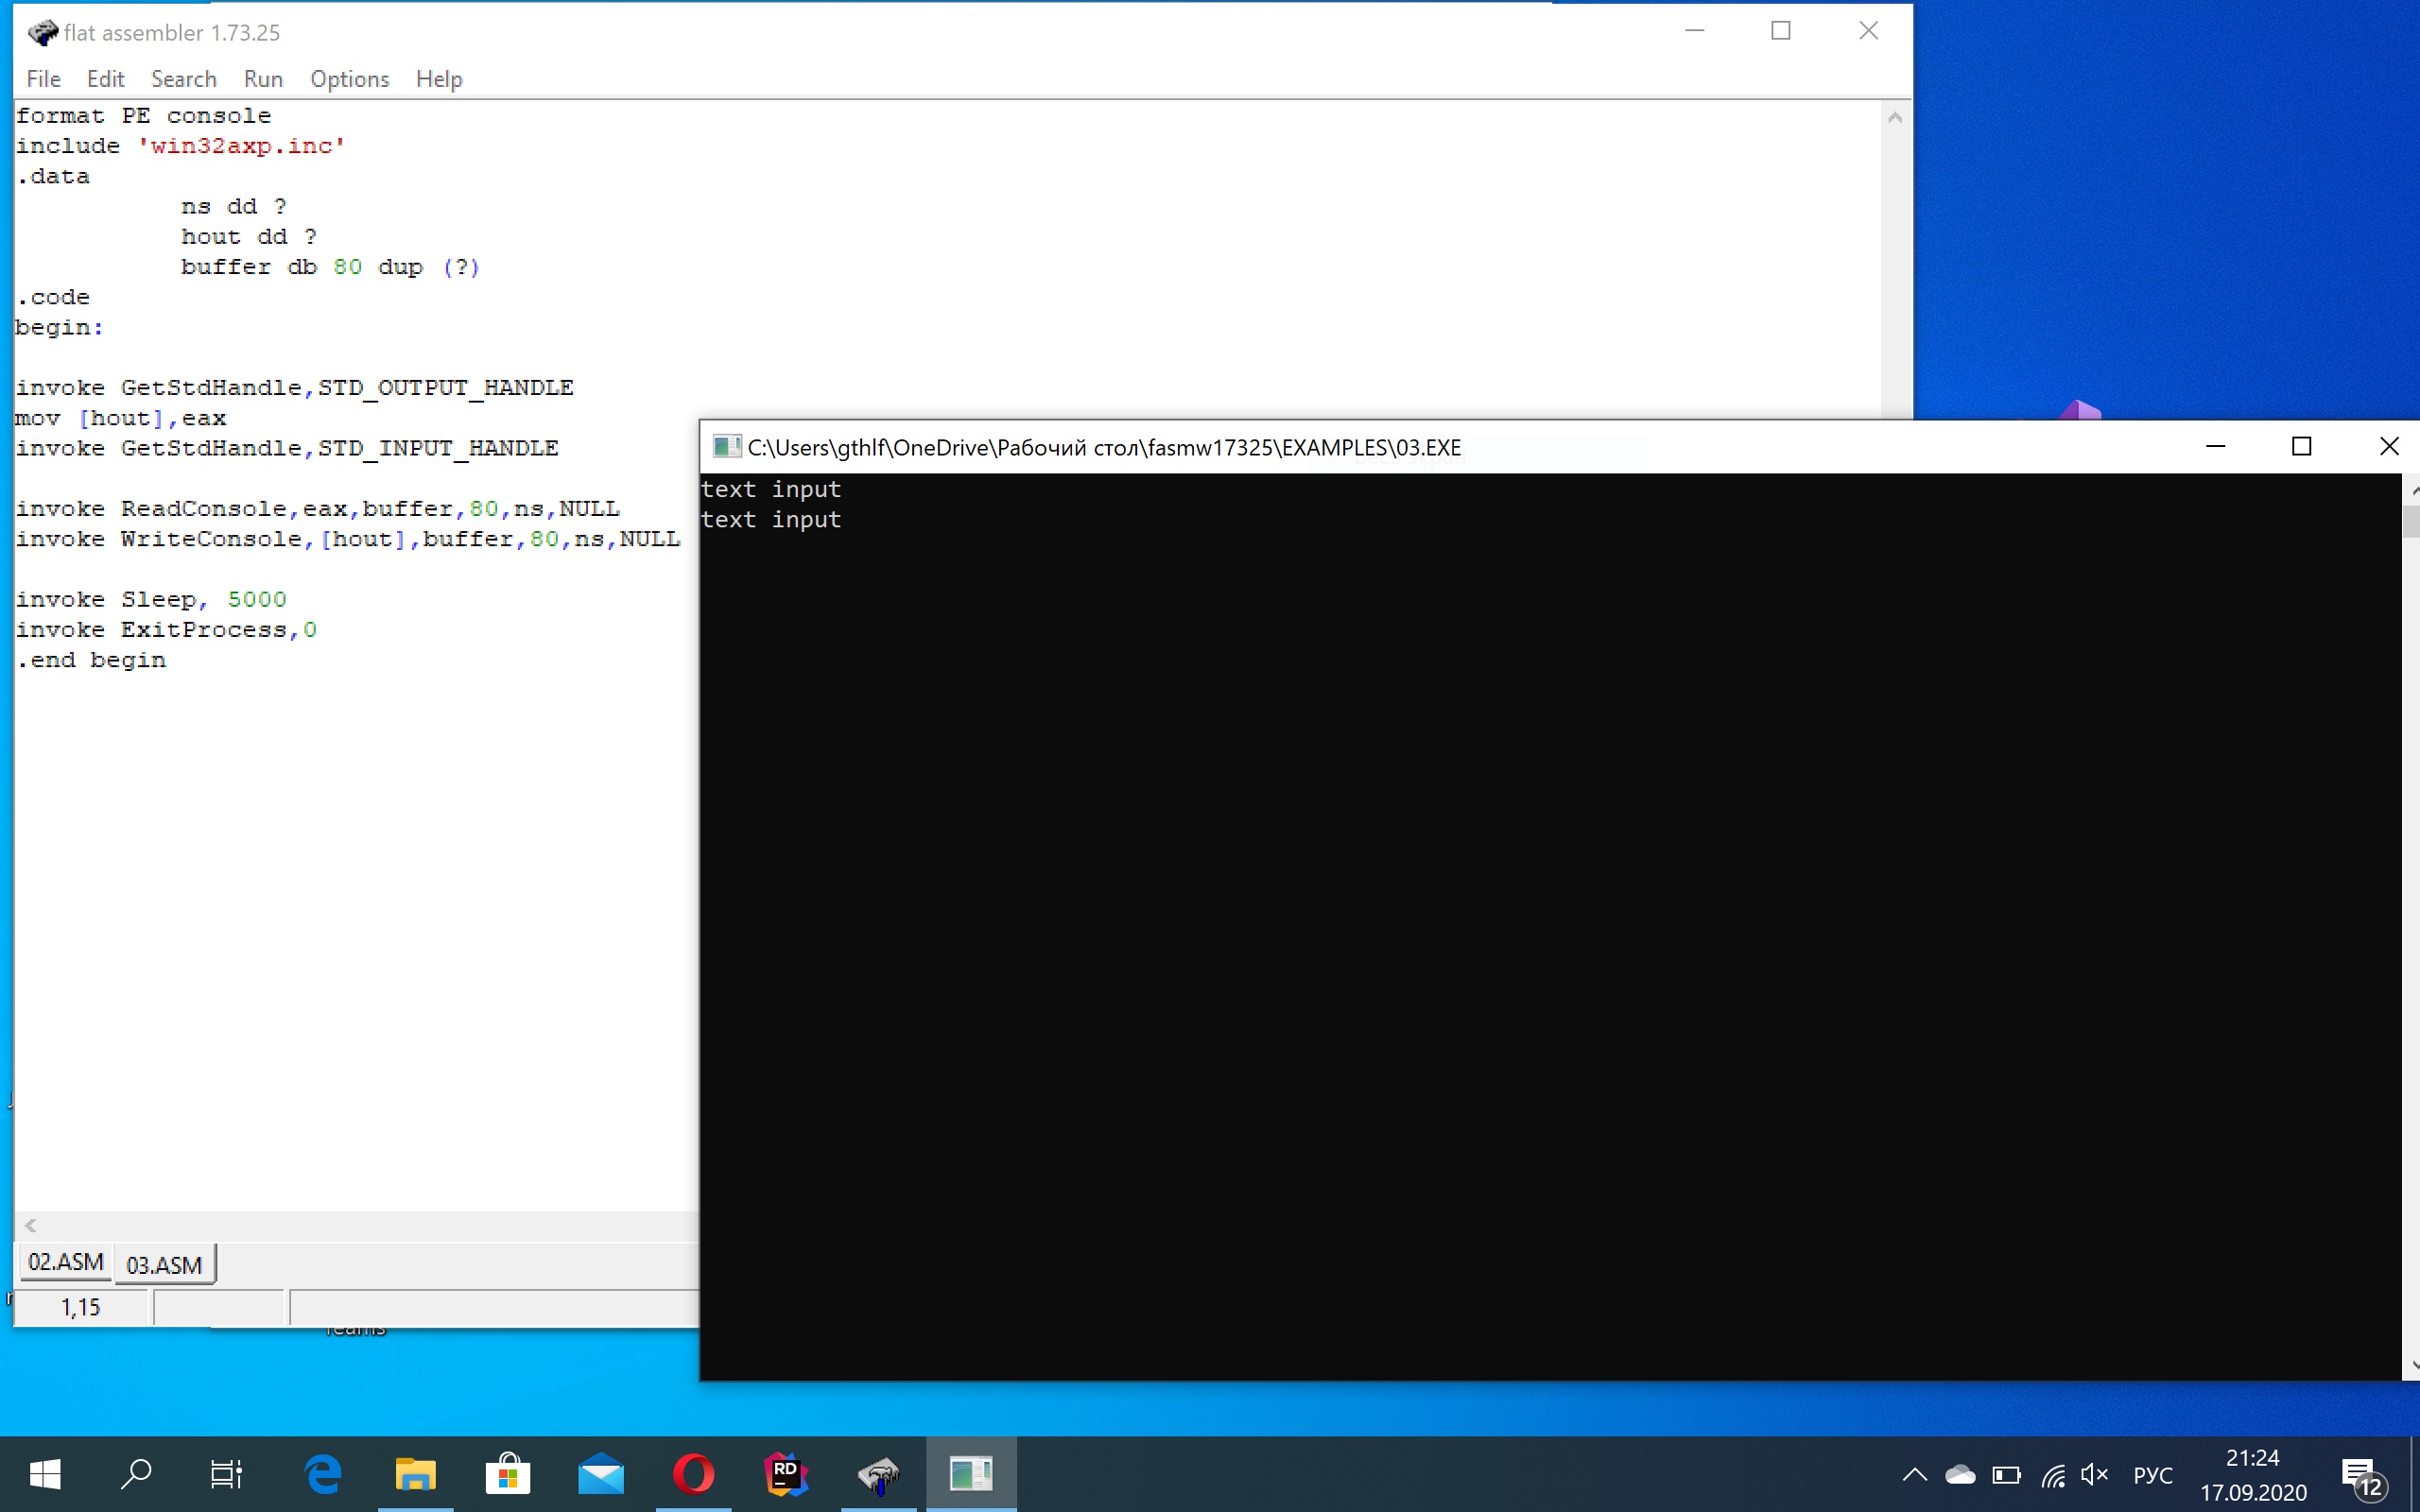 flat assembler 1.73.25
File Edit Search Run Options Help
format PE console
include 'win32axp.inc'
.data
ns dd ?
hout dd ?
buffer db 80 dup (?)
.code
begin:
invoke GetStdHandle,STD_OUTPUT_HANDLE
mov [hout],eax
invoke GetStdHandle,STD_INPUT_HANDLE
invoke ReadConsole,eax,buffer,80,ns,NULL
invoke WriteConsole,[hout],buffer,80,ns,NULL
invoke Sleep, 5000
invoke ExitProcess,0
.end begin
02.ASM 03.ASM
1,15
C:\Users\gthlf\OneDrive\Рабочий стол\fasmw17325\EXAMPLES\03.EXE
text input
text input
Teams
RD
РУС
21:24
17.09.2020
12